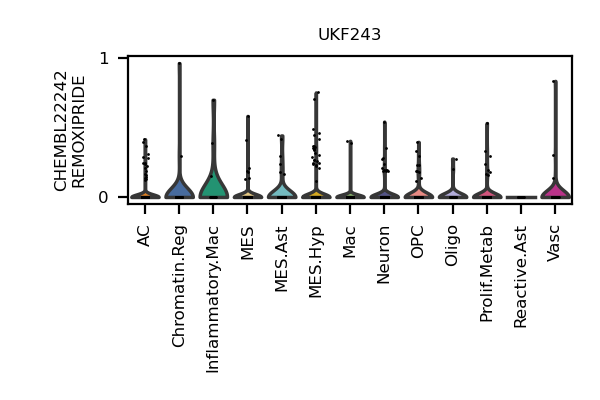 UKF243
CHEMBL22242
REMOXIPRIDE
1
0
AC
Chromatin.Reg
Inflammatory.Mac
MES
MES.Ast
MES.Hyp
Mac
Neuron
OPC
Oligo
Prolif.Metab
Reactive.Ast
Vasc